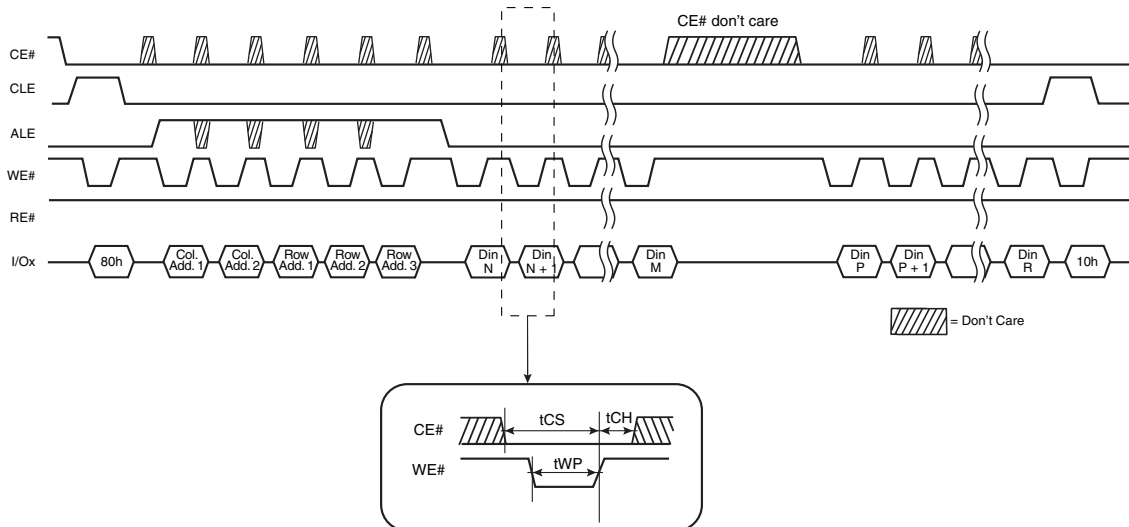 CE# don't care
CE#
CLE
ALE
WE#
RE#
I/Ox
80h
Col.
Add. 1
Col.
Add. 2
Row
Add. 1
Row
Add. 2
Row
Add. 3
Din
N
Din
N + 1
Din
M
Din
P
Din
P + 1
Din
R
10h
= Don't Care
CE#
tCS
tCH
WE#
tWP